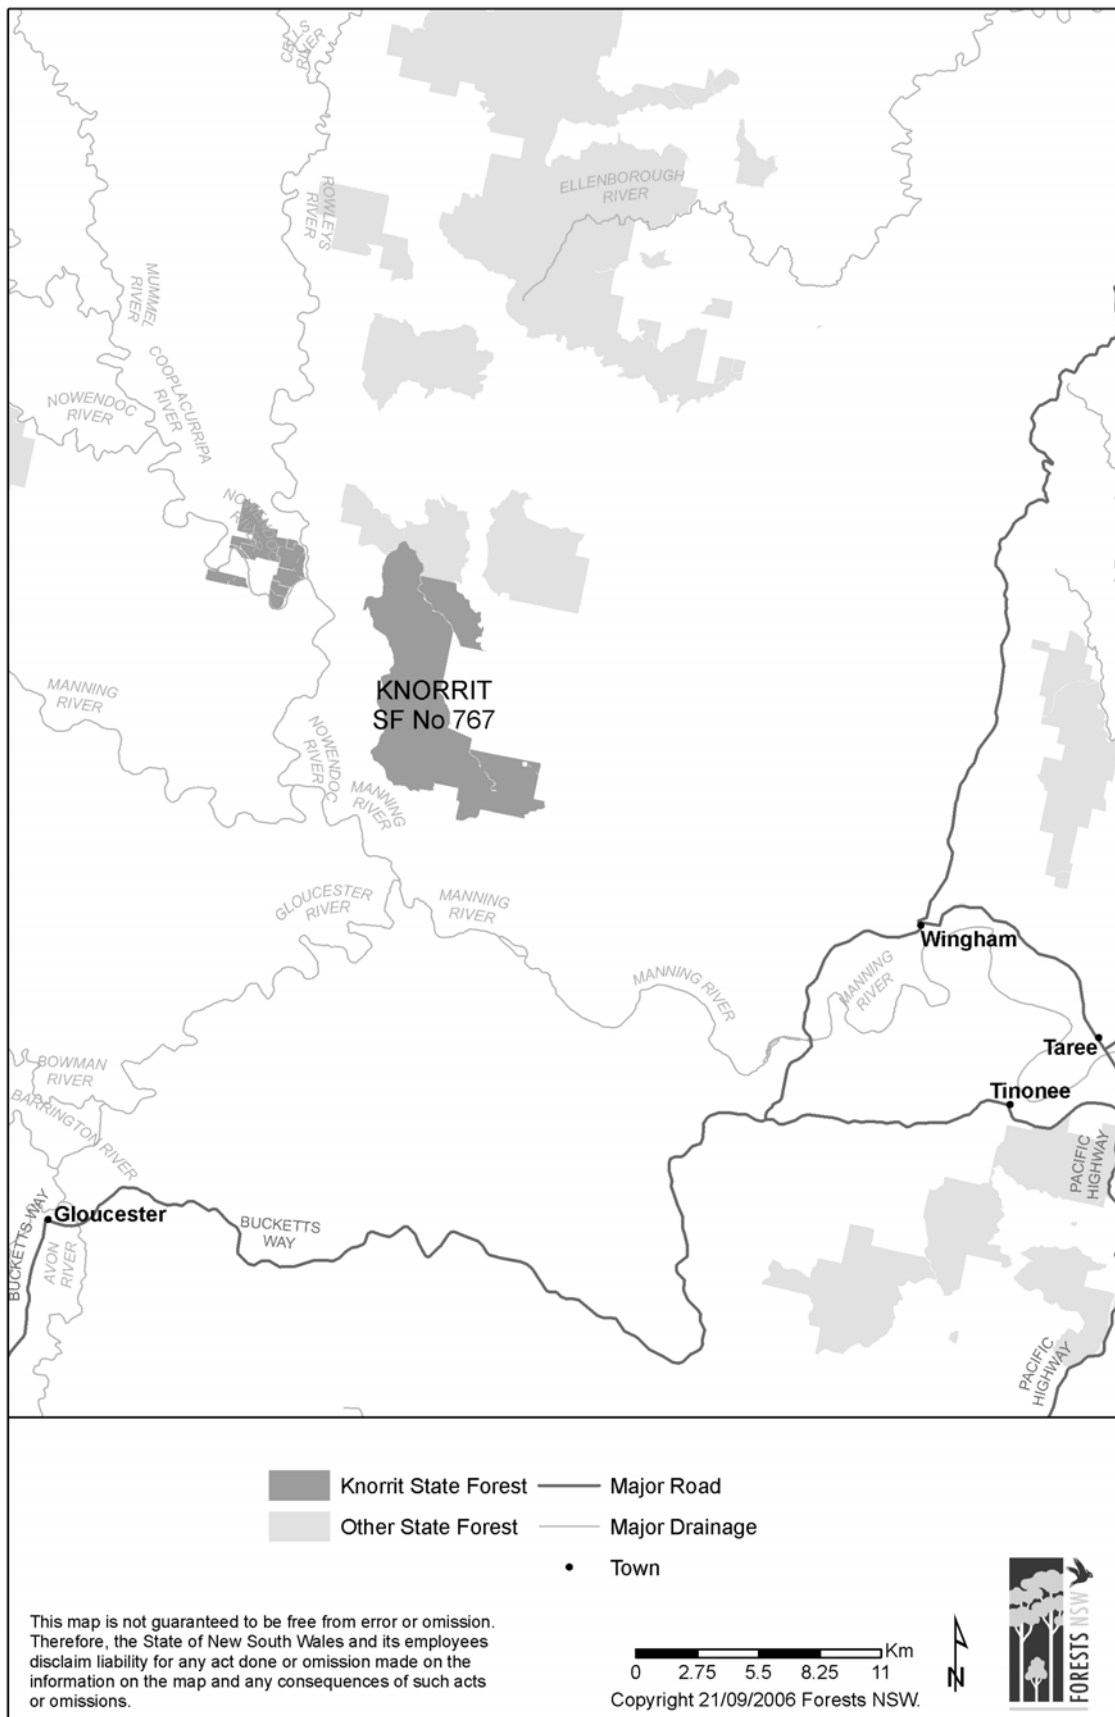 CELLS
RIVER
ELLENBOROUGH
RIVER
ROWLEYS
RIVER
MUMMEL
RIVER
COOPLACURRIPA
RIVER
NOWENDOC
RIVER
MANNING
RIVER
KNORRIT
SF No 767
NOWENDOC
RIVER
MANNING
RIVER
GLOUCESTER
RIVER
MANNING
RIVER
Wingham
MANNING RIVER
MANNING
RIVER
Taree
BOWMAN
RIVER
Tinonee
BARRINGTON RIVER
PACIFIC
HIGHWAY
BUCKETTS WAY
Gloucester
BUCKETTS
WAY
AVON
RIVER
PACIFIC
HIGHWAY
Knorrit State Forest
Major Road
Other State Forest
Major Drainage
Town
This map is not guaranteed to be free from error or omission.
Therefore, the State of New South Wales and its employees
disclaim liability for any act done or omission made on the
information on the map and any consequences of such acts
or omissions.
Km
0 2.75 5.5 8.25 11
Copyright 21/09/2006 Forests NSW.
N
FORESTS NSW